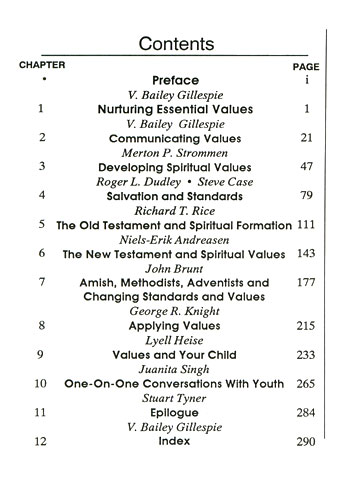 Contents
CHAPTER PAGE
• Preface i
V. Bailey Gillespie
1 Nurturing Essential Values 1
V. Bailey Gillespie
2 Communicating Values 21
Merton P. Strommen
3 Developing Spiritual Values 47
Roger L. Dudley • Steve Case
4 Salvation and Standards 79
Richard T. Rice
5 The Old Testament and Spiritual Formation 111
Niels-Erik Andreasen
6 The New Testament and Spiritual Values 143
John Brunt
7 Amish, Methodists, Adventists and 177
Changing Standards and Values
George R. Knight
8 Applying Values 215
Lyell Heise
9 Values and Your Child 233
Juanita Singh
10 One-On-One Conversations With Youth 265
Stuart Tyner
11 Epilogue 284
V. Bailey Gillespie
12 Index 290